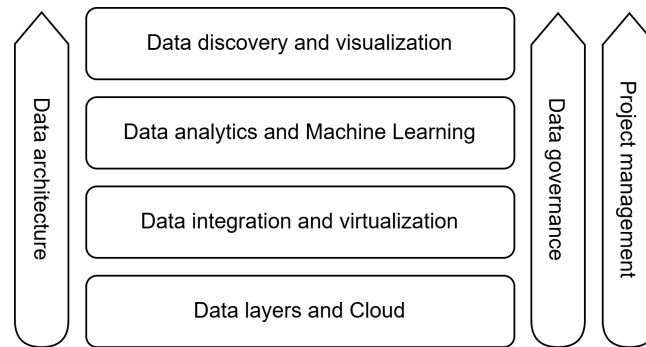 Data architecture
Data discovery and visualization
Data analytics and Machine Learning
Data integration and virtualization
Data layers and Cloud
Data governance
Project management